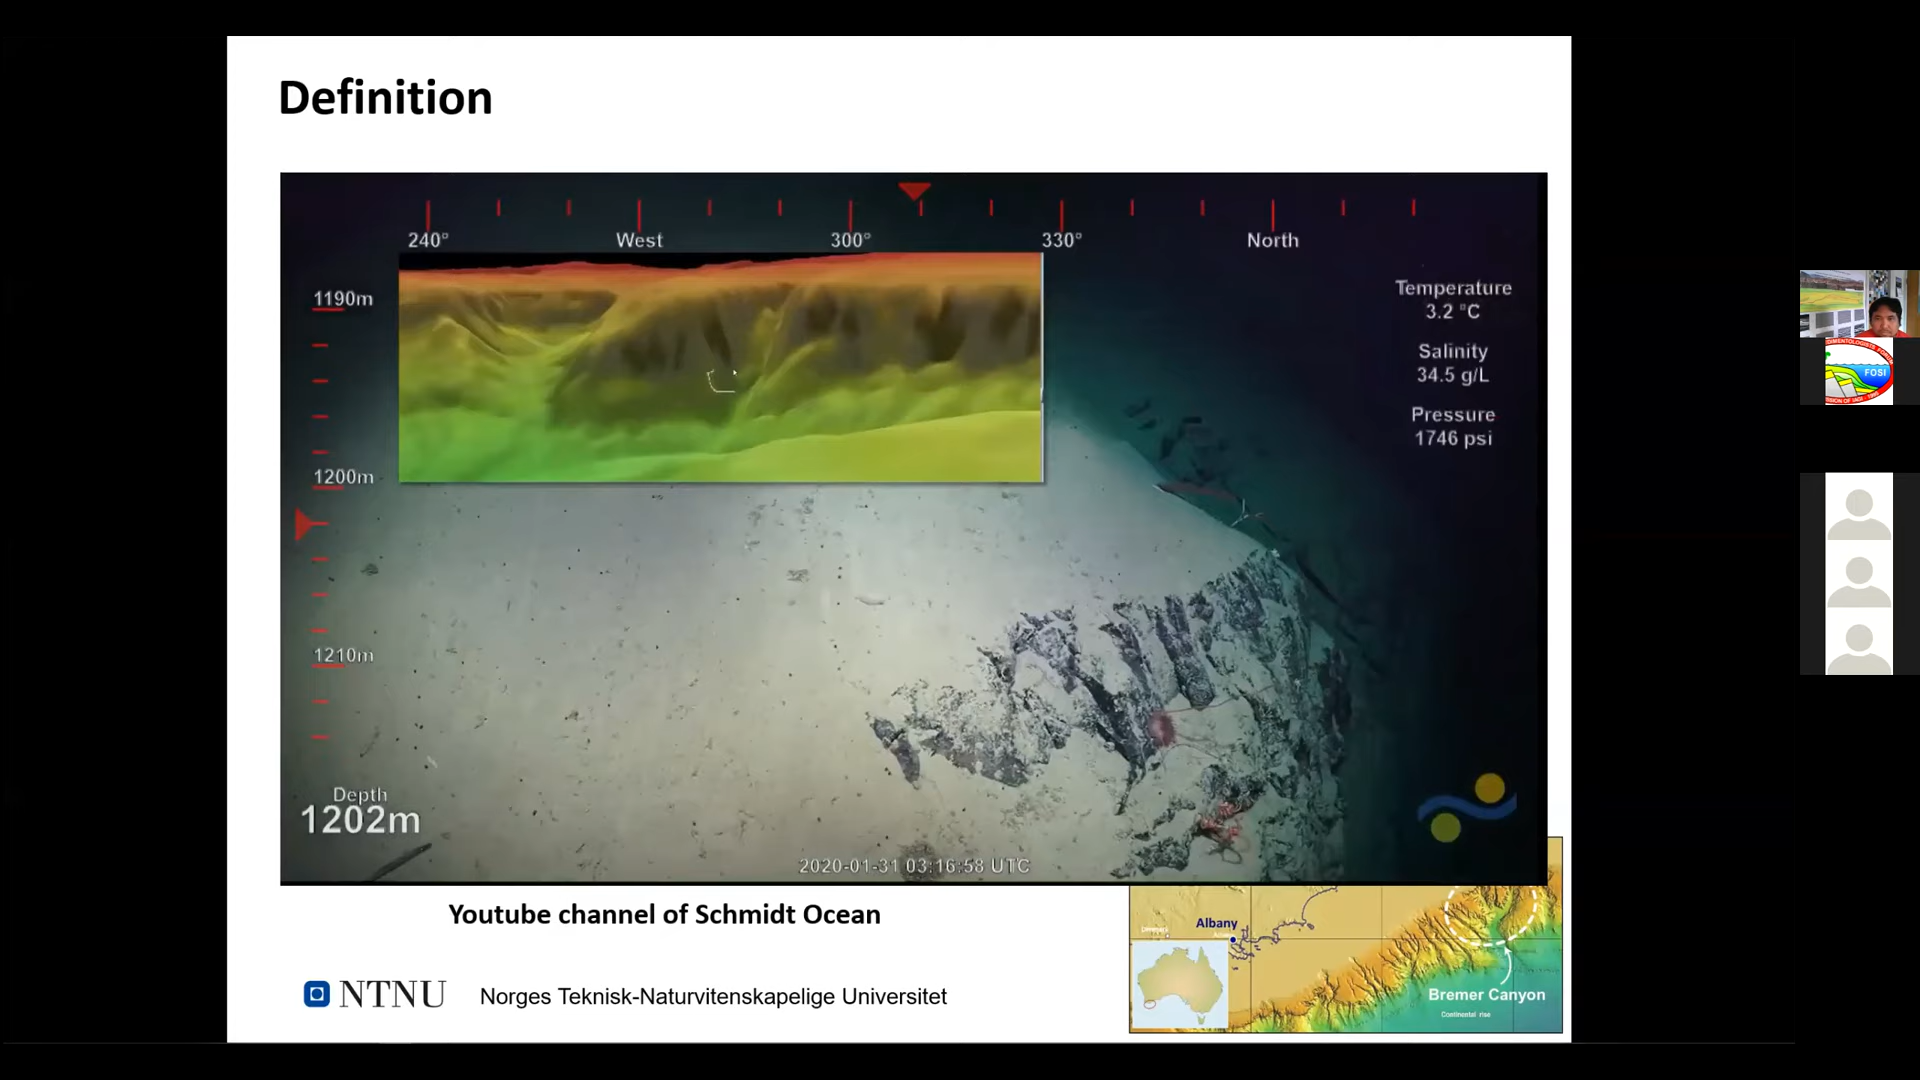 Definition
240°
West
300°
330°
North
1190m
1200m
1210m
Temperature
3.2 °C
Salinity
34.5 g/L
Pressure
1746 psi
Depth
1202m
2020-01-31 03:16:58 UTC
Youtube channel of Schmidt Ocean
NTNU
Norges Teknisk-Naturvitenskapelige Universitet
Albany
Bremer Canyon
Continental rise
FOSI